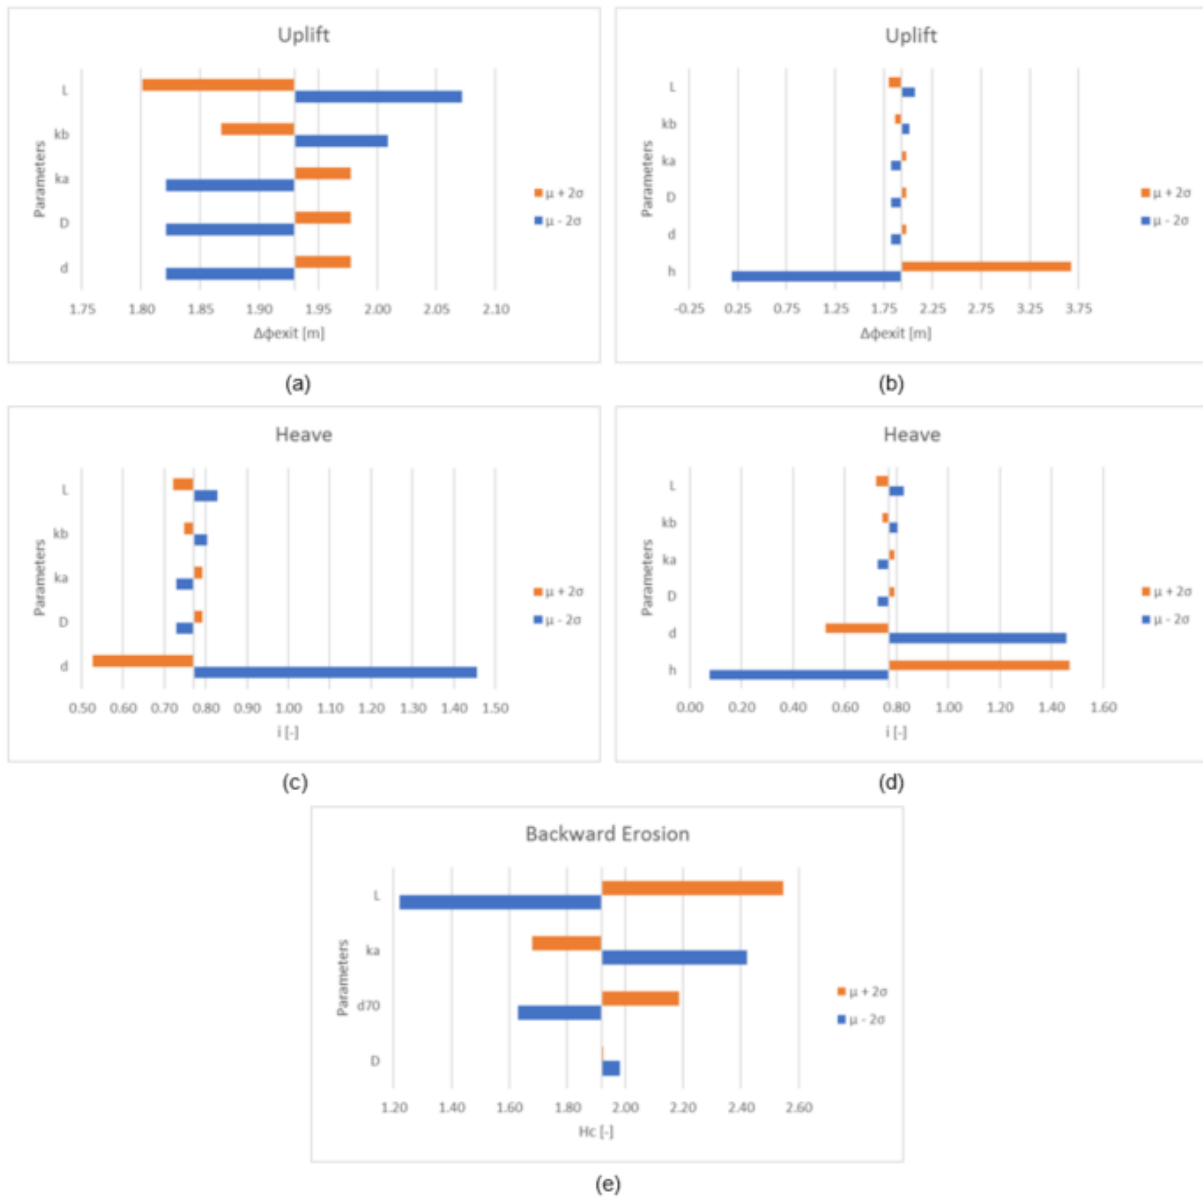 Uplift
Parameters
L
kb
ka
D
d
1.75 1.80 1.85 1.90 1.95 2.00 2.05 2.10
Δφexit [m]
μ + 2σ
μ - 2σ
(a)
Uplift
Parameters
L
kb
ka
D
d
h
-0.25 0.25 0.75 1.25 1.75 2.25 2.75 3.25 3.75
Δφexit [m]
μ + 2σ
μ - 2σ
(b)
Heave
Parameters
L
kb
ka
D
d
0.50 0.60 0.70 0.80 0.90 1.00 1.10 1.20 1.30 1.40 1.50
i [-]
μ + 2σ
μ - 2σ
(c)
Heave
Parameters
L
kb
ka
D
d
h
0.00 0.20 0.40 0.60 0.80 1.00 1.20 1.40 1.60
i [-]
μ + 2σ
μ - 2σ
(d)
Backward Erosion
Parameters
L
ka
d70
D
1.20 1.40 1.60 1.80 2.00 2.20 2.40 2.60
Hc [-]
μ + 2σ
μ - 2σ
(e)